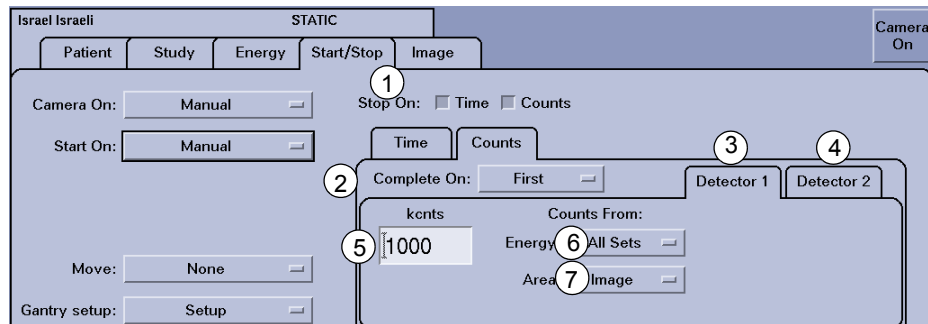 Israel Israeli STATIC
Camera On
Patient Study Energy Start/Stop Image
1
Camera On: Manual Stop On: Time Counts
Start On: Manual Time Counts
3 4
2 Complete On: First Detector 1 Detector 2
kcnts Counts From:
5 1000 Energy 6 All Sets
Move: None Area 7 Image
Gantry setup: Setup